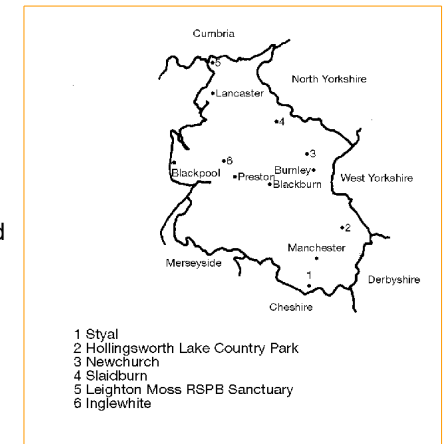 Cumbria
5
North Yorkshire
Lancaster
4
3
6
Burnley
Blackpool
Preston
West Yorkshire
Blackburn
d
2
Manchester
Merseyside
1
Derbyshire
Cheshire
1 Styal
2 Hollingsworth Lake Country Park
3 Newchurch
4 Slaidburn
5 Leighton Moss RSPB Sanctuary
6 Inglewhite